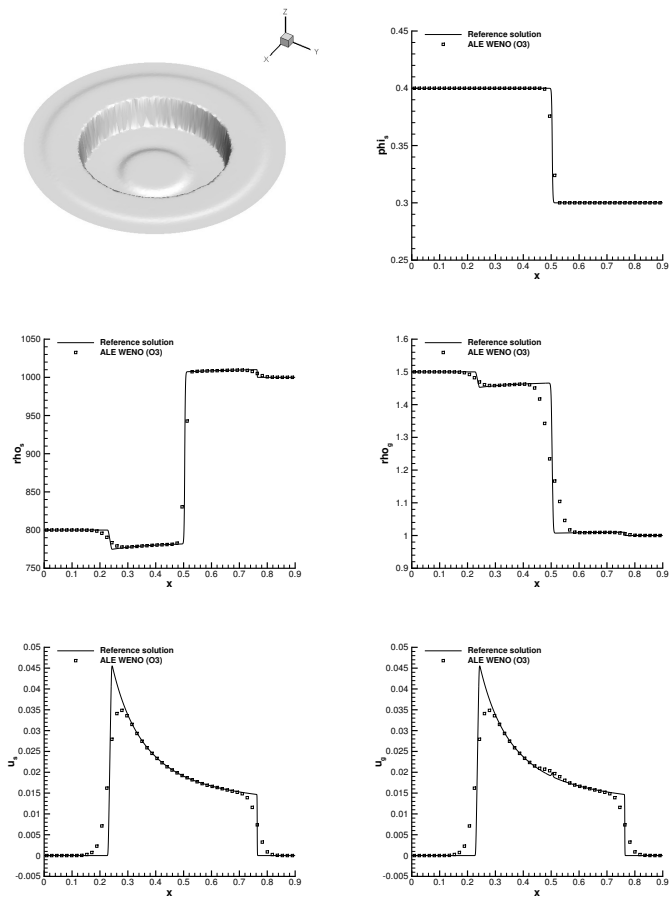 Z
X
Y
Reference solution
ALE WENO (O3)
phi_s
0.45
0.4
0.35
0.3
0.25
0 0.1 0.2 0.3 0.4 0.5 0.6 0.7 0.8 0.9
x
Reference solution
ALE WENO (O3)
rho_s
1050
1000
950
900
850
800
750
0 0.1 0.2 0.3 0.4 0.5 0.6 0.7 0.8 0.9
x
Reference solution
ALE WENO (O3)
rho_g
1.6
1.5
1.4
1.3
1.2
1.1
1
0.9
0 0.1 0.2 0.3 0.4 0.5 0.6 0.7 0.8 0.9
x
Reference solution
ALE WENO (O3)
u_s
0.05
0.045
0.04
0.035
0.03
0.025
0.02
0.015
0.01
0.005
0
-0.005
0 0.1 0.2 0.3 0.4 0.5 0.6 0.7 0.8 0.9
x
Reference solution
ALE WENO (O3)
u_g
0.05
0.045
0.04
0.035
0.03
0.025
0.02
0.015
0.01
0.005
0
-0.005
0 0.1 0.2 0.3 0.4 0.5 0.6 0.7 0.8 0.9
x